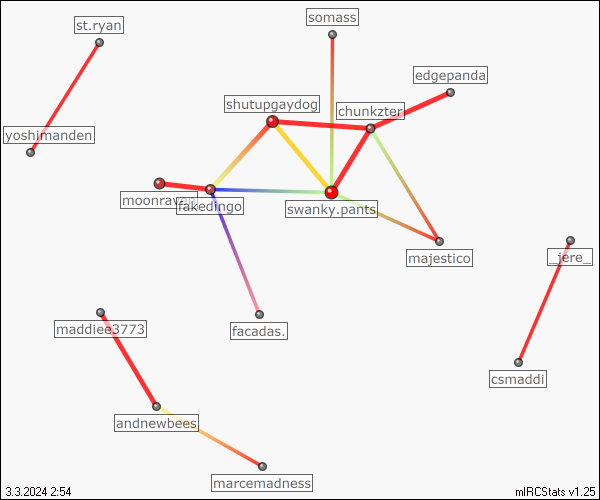 somass
st.ryan
edgepanda
shutupgaydog
chunkzter
yoshimanden
fakedingo
swanky.pants
majestico
_jere_
maddiee3773
facadas.
csmaddi
andnewbees
marcemadness
3.3.2024 2:54
mIRCStats v1.25